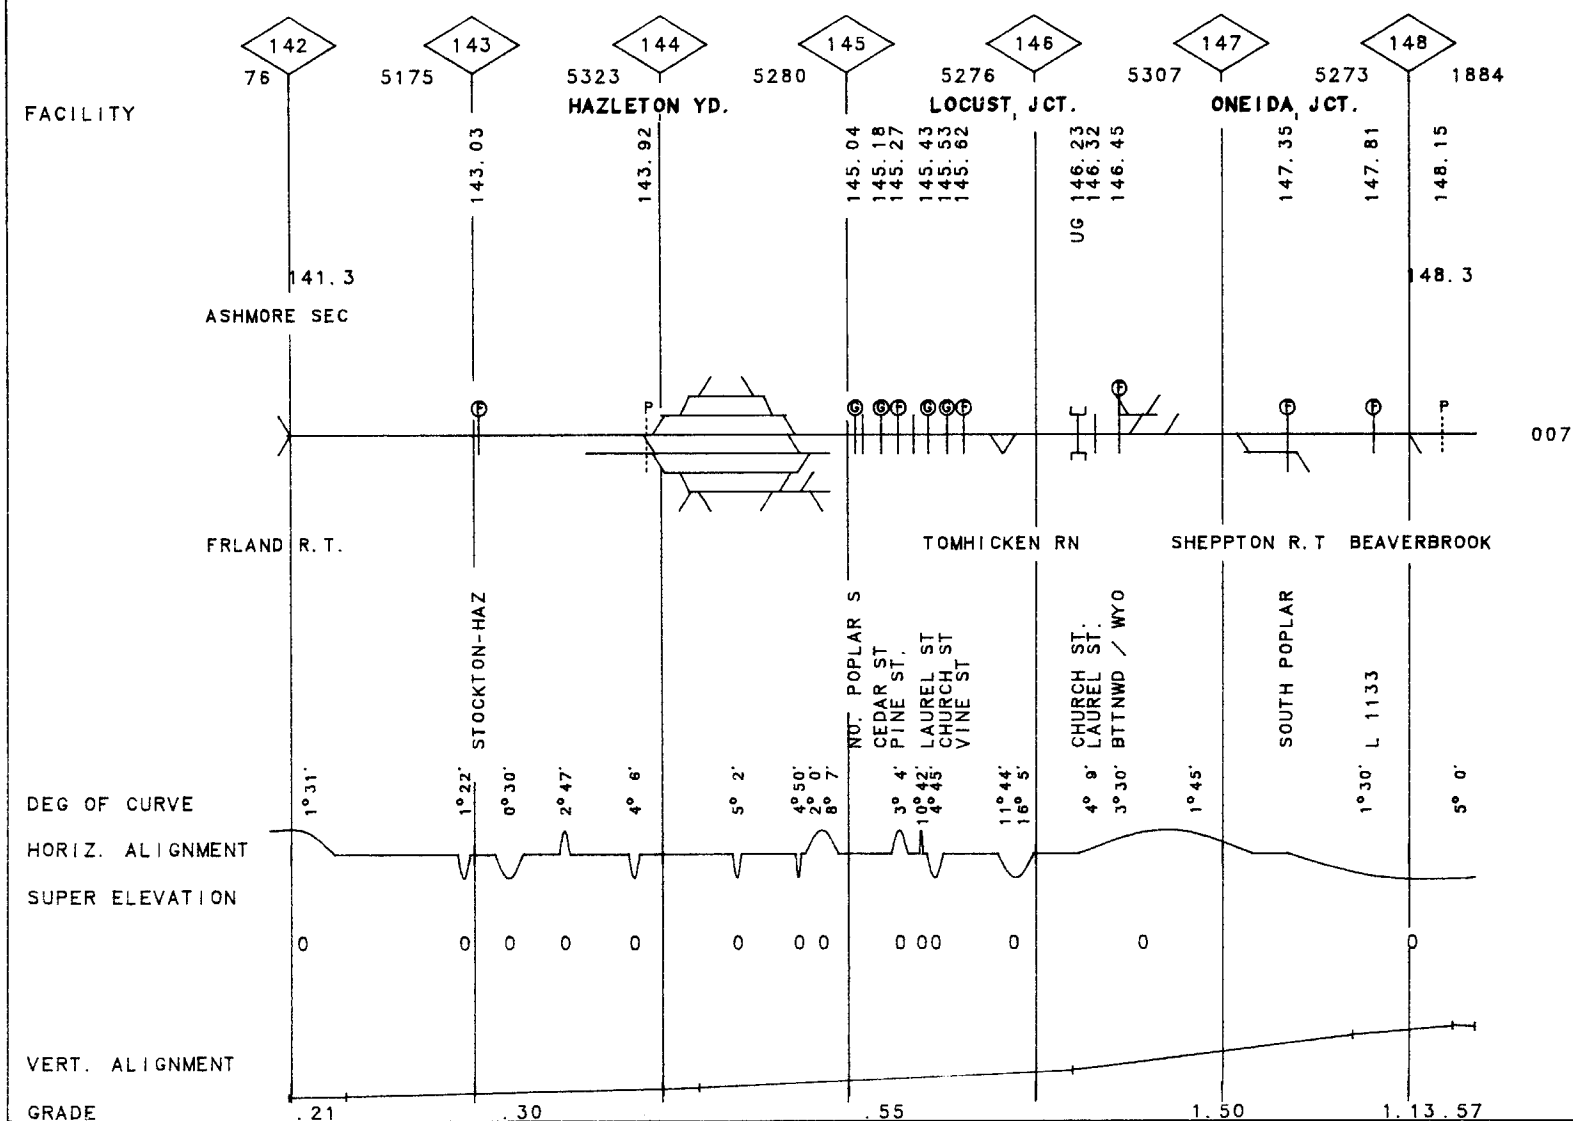 142 143 144 145 146 147 148
76 5175 5323 5280 5276 5307 5273 1884
HAZLETON YD. LOCUST JCT. ONEIDA JCT.
FACILITY
143.03 143.92 145.04 145.18 145.27 145.43 145.53 145.62 UG 146.23 146.32 146.45 147.35 147.81 148.15
141.3 148.3
ASHMORE SEC
F P G G F G G F F F F P
007
FRLAND R.T. TOMHICKEN RN SHEPPTON R.T BEAVERBROOK
STOCKTON-HAZ NO. POPLAR S CEDAR ST PINE ST. LAUREL ST CHURCH ST VINE ST CHURCH ST. LAUREL ST. BTTNWD / WYO SOUTH POPLAR L 1133
DEG OF CURVE 1° 31' 1° 22' 0° 30' 2° 47' 4° 6' 5° 2' 4° 50' 2° 0' 8° 7' 3° 4' 10° 42' 4° 45' 11° 44' 16° 5' 4° 9' 3° 30' 1° 45' 1° 30' 5° 0'
HORIZ. ALIGNMENT
SUPER ELEVATION
0 0 0 0 0 0 0 0 0 0 0 0 0 0
VERT. ALIGNMENT
GRADE .21 .30 .55 1.50 1.13 .57